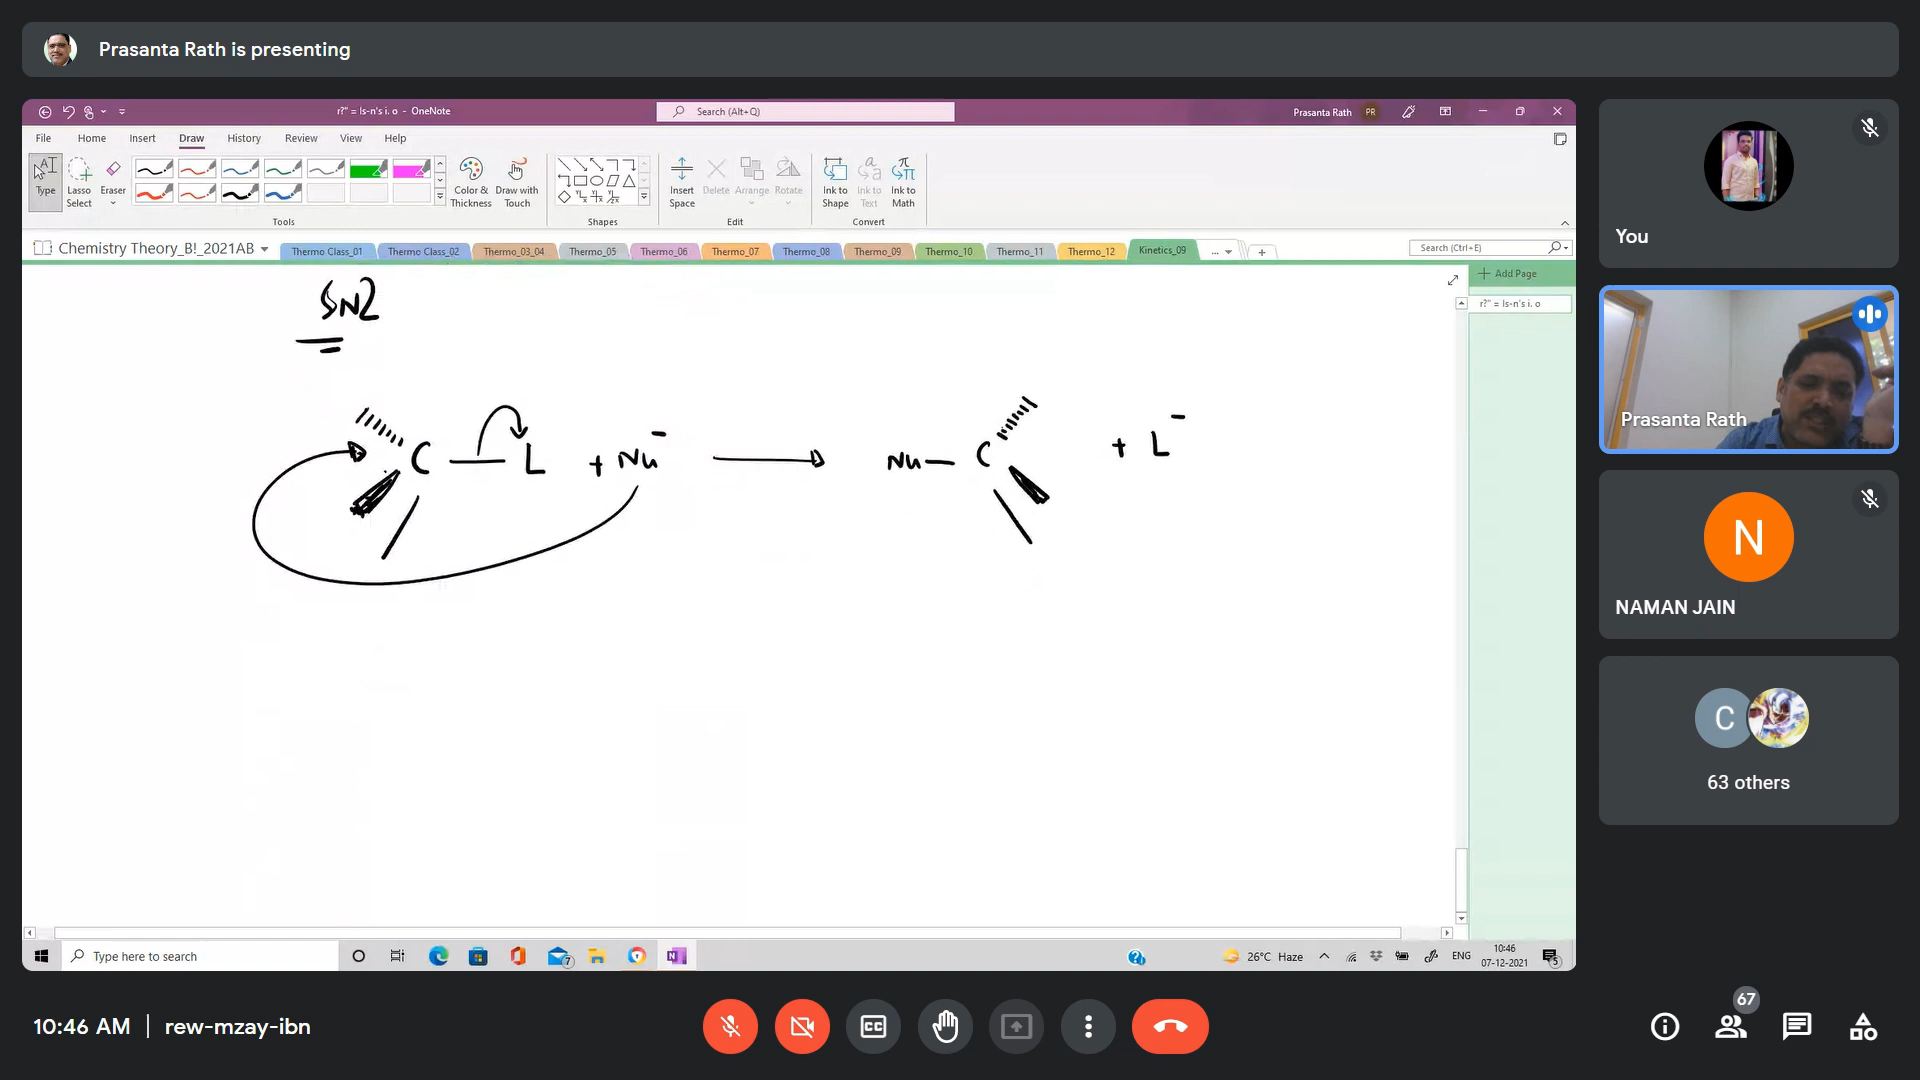 Prasanta Rath is presenting
r?" = ls-n's i. o - OneNote
Search (Alt+Q)
Prasanta Rath PR
File Home Insert Draw History Review View Help
Type
Lasso Select
Eraser
Color & Thickness
Draw with Touch
Insert Space
Delete
Arrange
Rotate
Ink to Shape
Ink to Text
Ink to Math
Tools Shapes Edit Convert
Chemistry Theory_B!_2021AB
Thermo Class_01 Thermo Class_02 Thermo_03_04 Thermo_05 Thermo_06 Thermo_07 Thermo_08 Thermo_09 Thermo_10 Thermo_11 Thermo_12 Kinetics_09 ...
Search (Ctrl+E)
Add Page
r?" = ls-n's i. o
SN2
C — L + Nu⁻ → Nu — C + L⁻
You
Prasanta Rath
N
NAMAN JAIN
C
63 others
Type here to search
7
26°C Haze
ENG
10:46
07-12-2021
5
10:46 AM | rew-mzay-ibn
CC
67